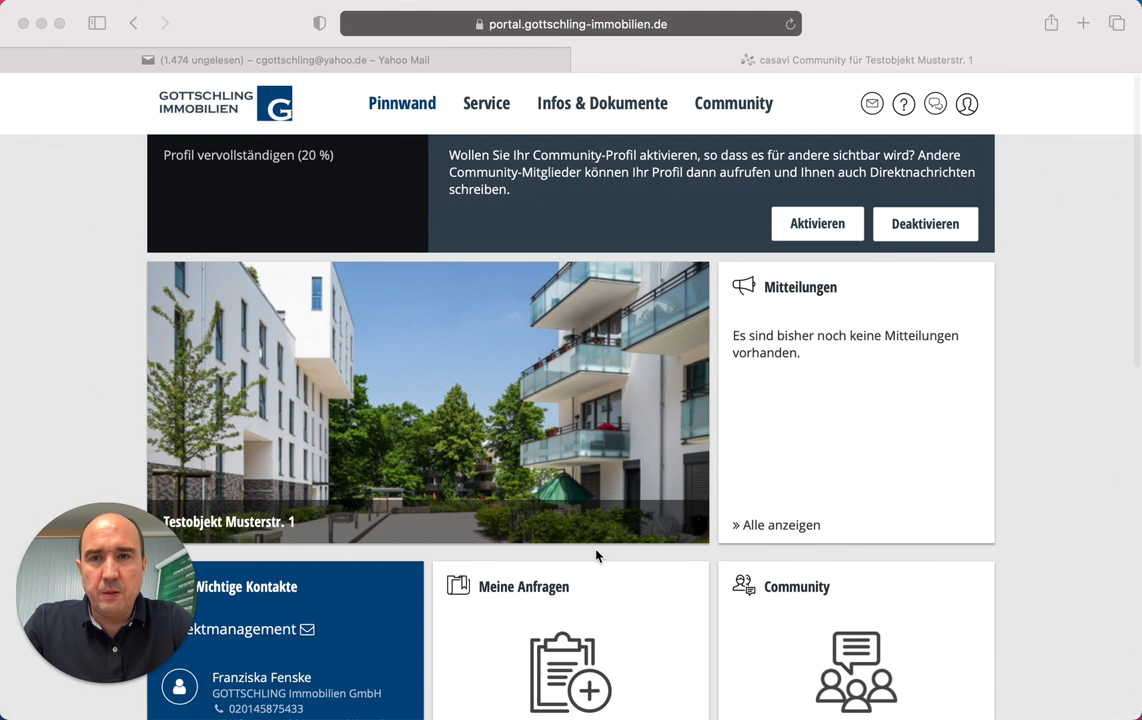 portal.gottschling-immobilien.de
(1.474 ungelesen) – cgottschling@yahoo.de – Yahoo Mail
casavi Community für Testobjekt Musterstr. 1
GOTTSCHLING
IMMOBILIEN
G
Pinnwand
Service
Infos & Dokumente
Community
Profil vervollständigen (20 %)
Wollen Sie Ihr Community-Profil aktivieren, so dass es für andere sichtbar wird? Andere
Community-Mitglieder können Ihr Profil dann aufrufen und Ihnen auch Direktnachrichten
schreiben.
Aktivieren
Deaktivieren
Testobjekt Musterstr. 1
Mitteilungen
Es sind bisher noch keine Mitteilungen
vorhanden.
» Alle anzeigen
Wichtige Kontakte
ektmanagement
Franziska Fenske
GOTTSCHLING Immobilien GmbH
020145875433
Meine Anfragen
Community